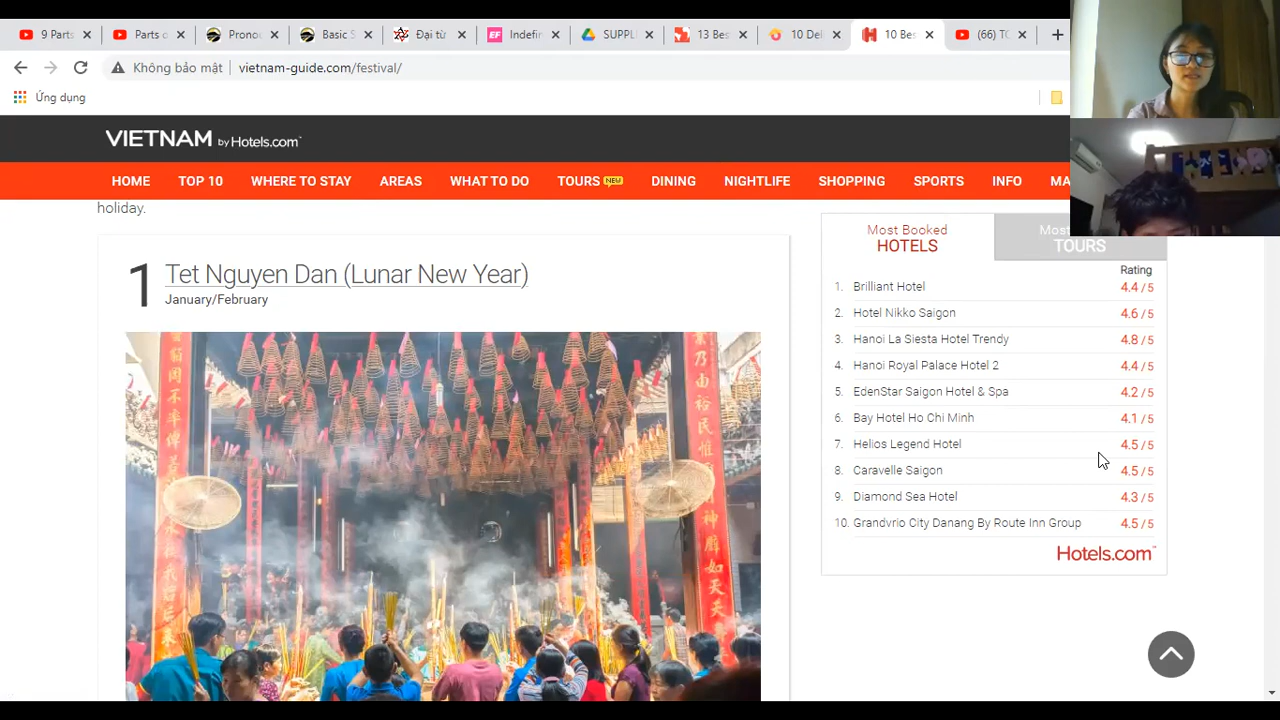 9 Parts
Parts o
Pronou
Basic S
Đại từ
Indefin
SUPPL
13 Bes
10 Del
10 Bes
(66) TC
Không bảo mật
vietnam-guide.com/festival/
Ứng dụng
VIETNAM by Hotels.com
HOME TOP 10 WHERE TO STAY AREAS WHAT TO DO TOURS NEW DINING NIGHTLIFE SHOPPING SPORTS INFO MA
holiday.
1 Tet Nguyen Dan (Lunar New Year)
January/February
Most Booked
HOTELS
Most
TOURS
Rating
1. Brilliant Hotel 4.4 / 5
2. Hotel Nikko Saigon 4.6 / 5
3. Hanoi La Siesta Hotel Trendy 4.8 / 5
4. Hanoi Royal Palace Hotel 2 4.4 / 5
5. EdenStar Saigon Hotel & Spa 4.2 / 5
6. Bay Hotel Ho Chi Minh 4.1 / 5
7. Helios Legend Hotel 4.5 / 5
8. Caravelle Saigon 4.5 / 5
9. Diamond Sea Hotel 4.3 / 5
10. Grandvrio City Danang By Route Inn Group 4.5 / 5
Hotels.com